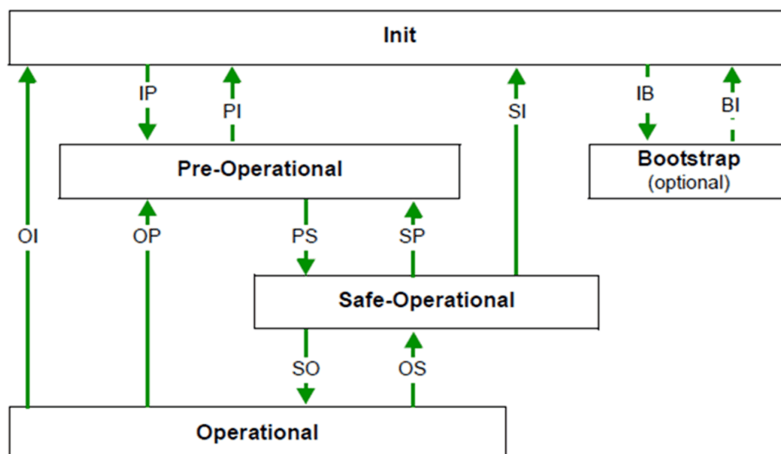 Init
IP
PI
SI
IB
BI
Pre-Operational
Bootstrap
(optional)
OI
OP
PS
SP
Safe-Operational
SO
OS
Operational